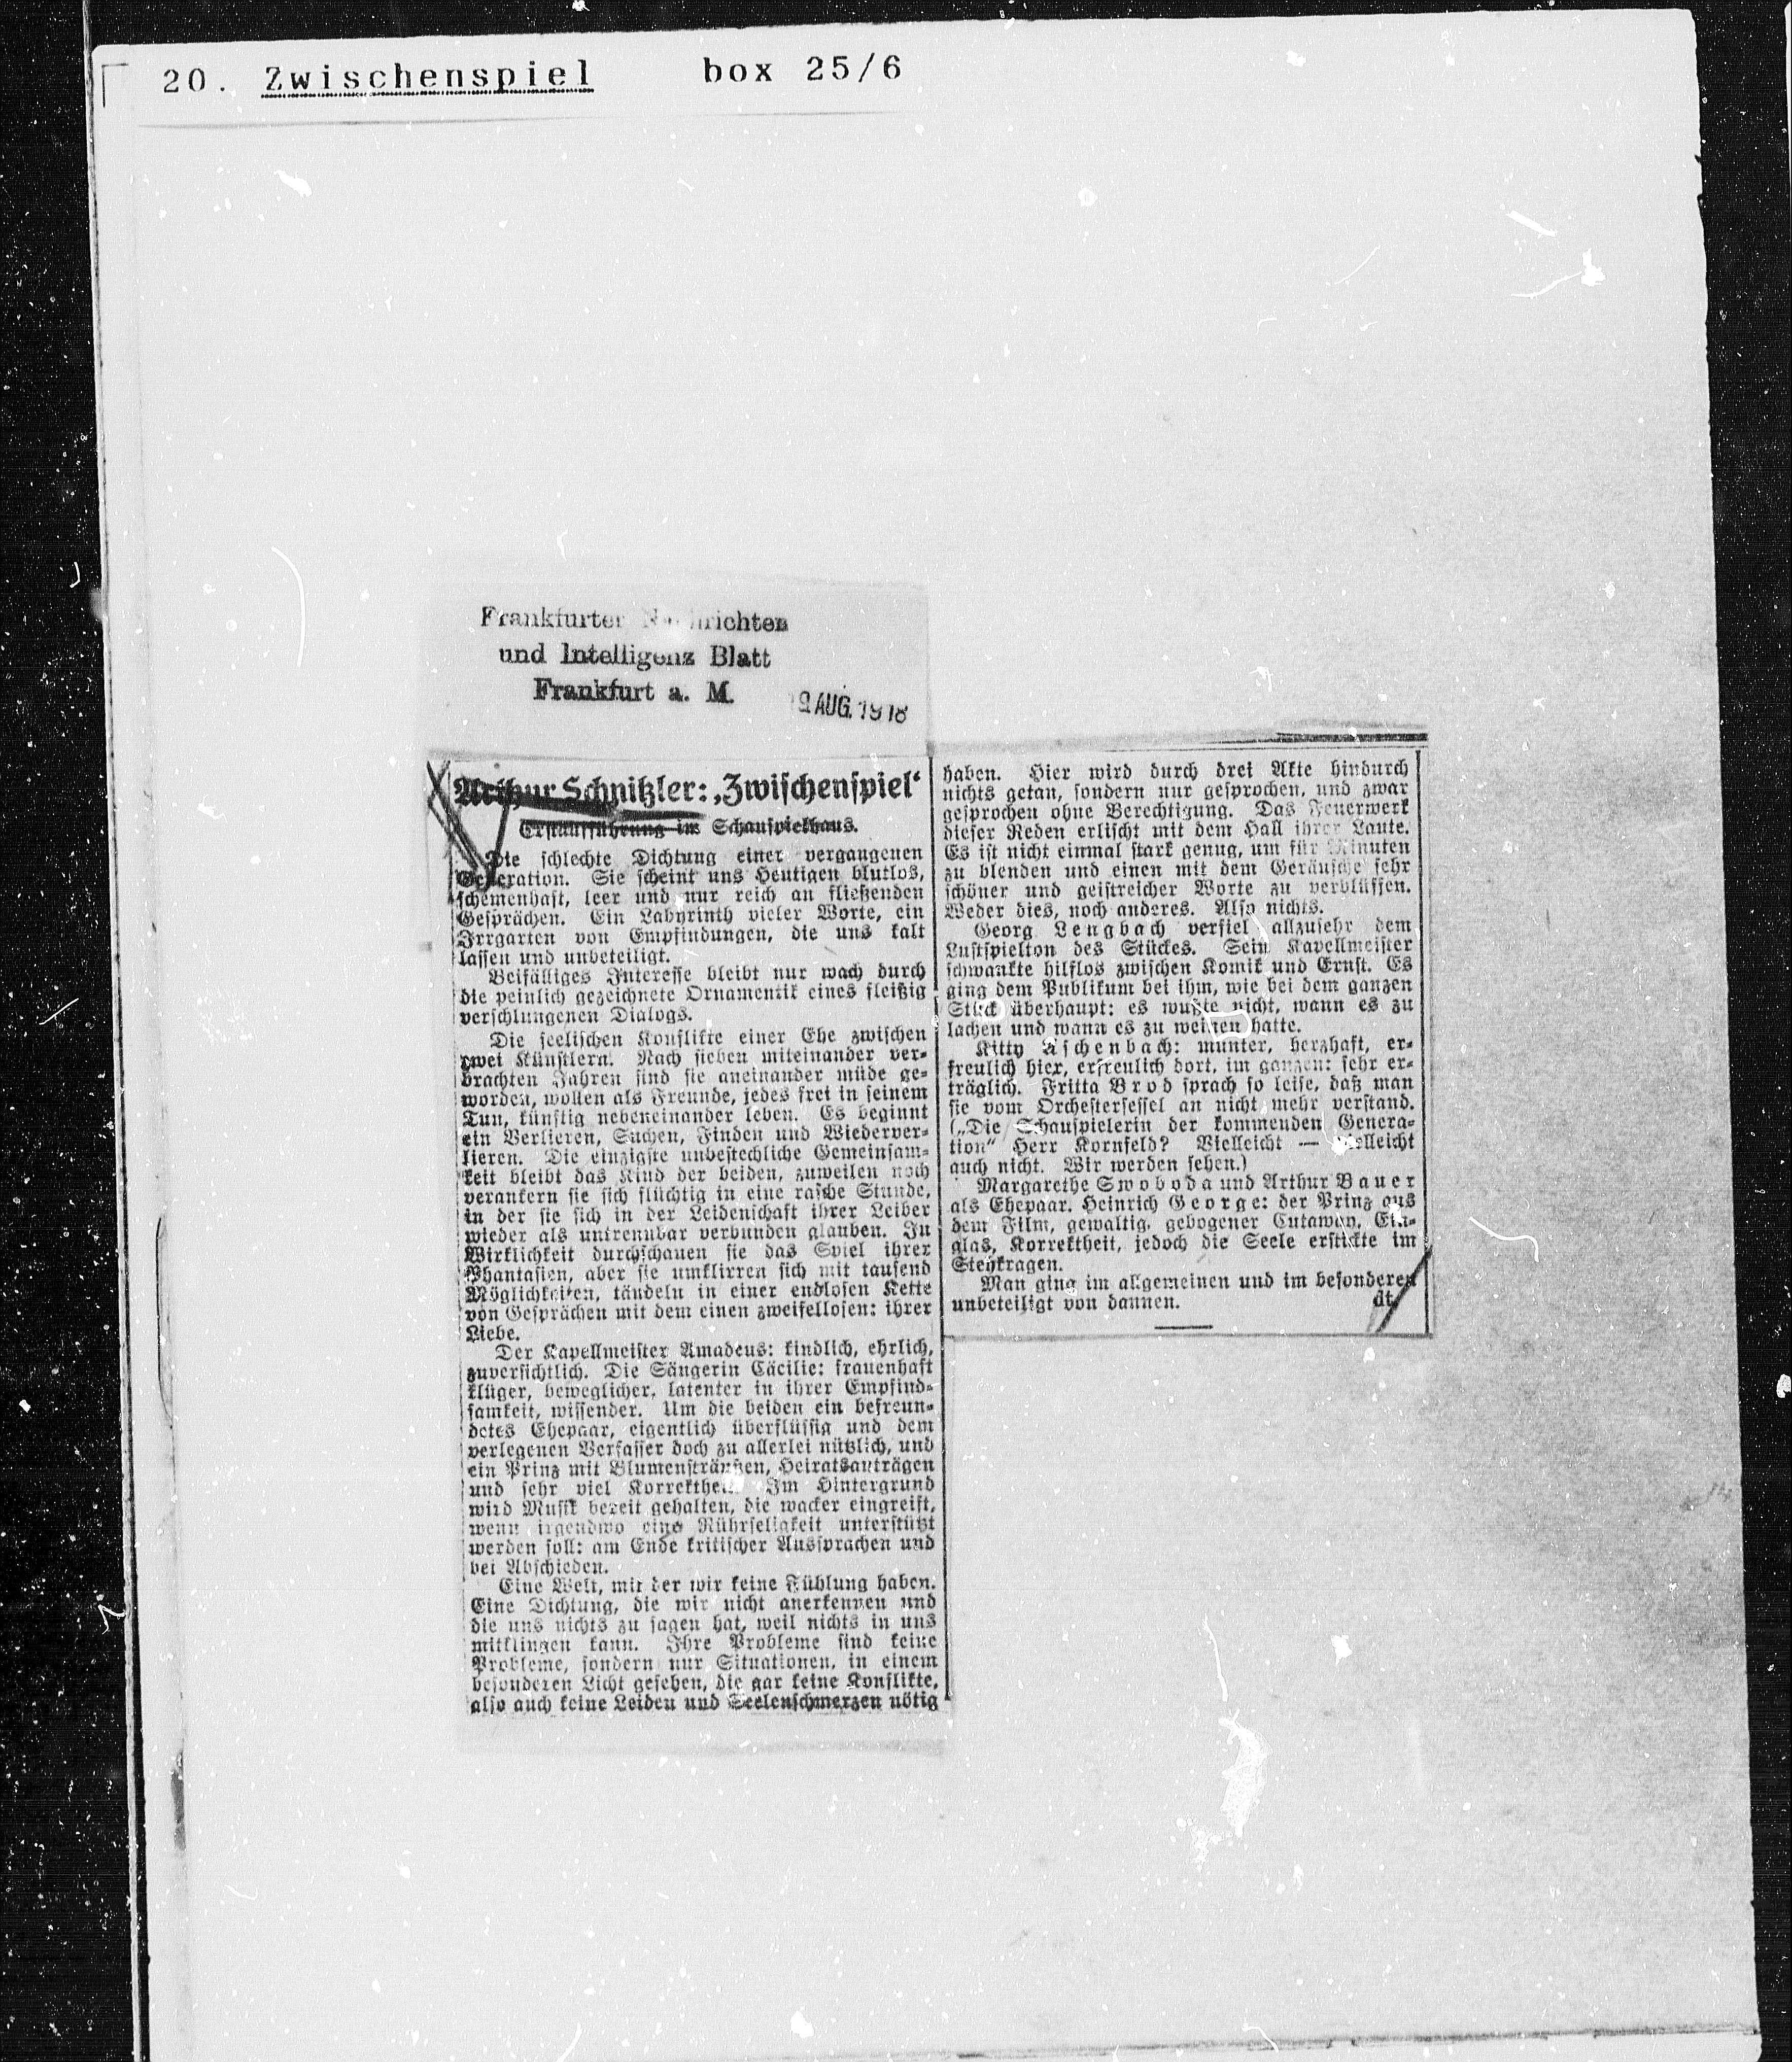 20. Zwischenspiel box 25/6
Frankfurter Nachrichten
und Intelligenz Blatt
Frankfurt a. M.
9 AUG. 1918
Arthur Schnitzler: ‚Zwischenspiel‘
Erstaufführung im Schauspielhaus.
Die schlechte Dichtung einer vergangenen
Generation. Sie scheint uns Heutigen blutlos,
schemenhaft, leer und nur reich an fließenden
Gesprächen. Ein Labyrinth vieler Worte, ein
Irrgarten von Empfindungen, die uns kalt
lassen und unbeteiligt.
Beifälliges Interesse bleibt nur wach durch
die peinlich gezeichnete Ornamentik eines fleißig
verschlungenen Dialogs.
Die seelischen Konflikte einer Ehe zwischen
zwei Künstlern. Nach sieben miteinander ver-
brachten Jahren sind sie aneinander müde ge-
worden, wollen als Freunde, jedes frei in seinem
Tun, künftig nebeneinander leben. Es beginnt
ein Verlieren, Suchen, Finden und Wiederver-
lieren. Die einzigste unbestechliche Gemeinsam-
keit bleibt das Kind der beiden, zuweilen noch
verankern sie sich flüchtig in eine rasche Stunde,
in der sie sich in der Leidenschaft ihrer Leiber
wieder als untrennbar verbunden glauben. In
Wirklichkeit durchschauen sie das Spiel ihrer
Phantasien, aber sie umklirren sich mit tausend
Möglichkeiten, tändeln in einer endlosen Kette
von Gesprächen mit dem einen zweifellosen: ihrer
Liebe.
Der Kapellmeister Amadeus: kindlich, ehrlich,
zuversichtlich. Die Sängerin Cäcilie: frauenhaft
klüger, beweglicher, latenter in ihrer Empfind-
samkeit, wissender. Um die beiden ein befreun-
detes Ehepaar, eigentlich überflüssig und dem
verlegenen Verfasser doch zu allerlei nützlich, und
ein Prinz mit Blumensträußen, Heiratsanträgen
und sehr viel Korrektheit. Im Hintergrund
wird Musik bereit gehalten, die wacker eingreift,
wenn irgendwo eine Rührseligkeit unterstützt
werden soll: am Ende kritischer Aussprachen und
bei Abschieden.
Eine Welt, mit der wir keine Fühlung haben.
Eine Dichtung, die wir nicht anerkennen und
die uns nichts zu sagen hat, weil nichts in uns
mitklingen kann. Ihre Probleme sind keine
Probleme, sondern nur Situationen, in einem
besonderen Licht gesehen, die gar keine Konflikte,
also auch keine Leiden und Seelenschmerzen nötig
haben. Hier wird durch drei Akte hindurch
nichts getan, sondern nur gesprochen, und zwar
gesprochen ohne Berechtigung. Das Feuerwerk
dieser Reden erlischt mit dem Hall ihrer Laute.
Es ist nicht einmal stark genug, um für Minuten
zu blenden und einen mit dem Geräusche sehr
schöner und geistreicher Worte zu verblüffen.
Weder dies, noch anderes. Also nichts.
Georg Lengbach verfiel allzusehr dem
Lustspielton des Stückes. Sein Kapellmeister
schwankte hilflos zwischen Komik und Ernst. Es
ging dem Publikum bei ihm, wie bei dem ganzen
Stück überhaupt: es wußte nicht, wann es zu
lachen und wann es zu weinen hatte.
Kitty Aschenbach: munter, herzhaft, er-
freulich hier, erfreulich dort, im ganzen: sehr er-
träglich. Fritta Brod sprach so leise, daß man
sie vom Orchestersessel an nicht mehr verstand.
(„Die Schauspielerin der kommenden Genera-
tion“ Herr Kornfeld? Vielleicht — vielleicht
auch nicht. Wir werden sehen.)
Margarethe Swoboda und Arthur Bauer
als Ehepaar. Heinrich George: der Prinz aus
dem Film, gewaltig, gebogener Cutaway, Ein-
glas, Korrektheit, jedoch die Seele erstickte im
Stehkragen.
Man ging im allgemeinen und im besonderen
unbeteiligt von dannen. dt.